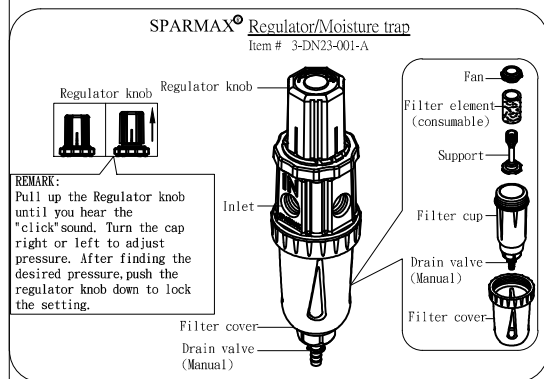 SPARMAX® Regulator/Moisture trap
Item # 3-DN23-001-A
Regulator knob
REMARK:
Pull up the Regulator knob
until you hear the
"click"sound. Turn the cap
right or left to adjust
pressure. After finding the
desired pressure,push the
regulator knob down to lock
the setting.
Regulator knob
IN
Inlet
Filter cover
Drain valve
(Manual)
Fan
Filter element
(consumable)
Support
Filter cup
Drain valve
(Manual)
Filter cover